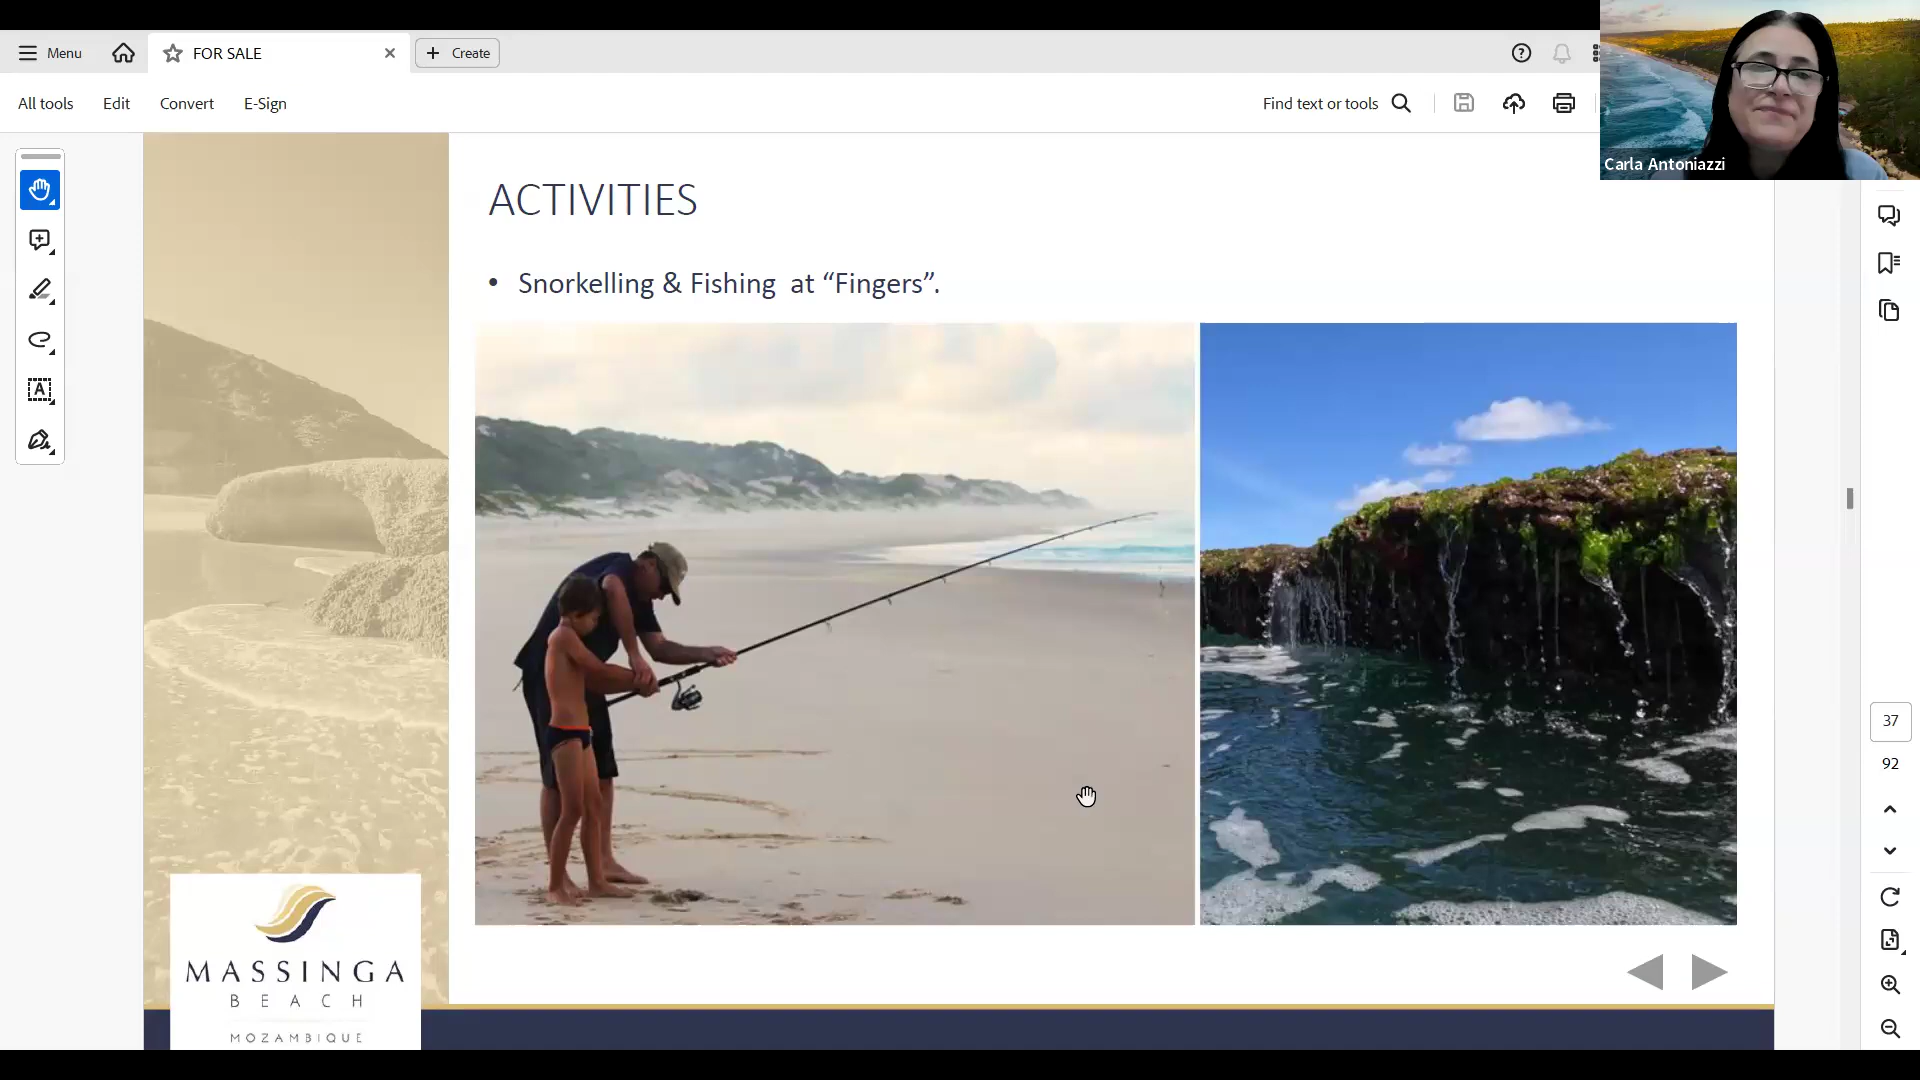 Menu
FOR SALE
Create
All tools
Edit
Convert
E-Sign
Find text or tools
Carla Antoniazzi
ACTIVITIES
• Snorkelling & Fishing at “Fingers”.
A
37
92
MASSINGA
BEACH
MOZAMBIQUE